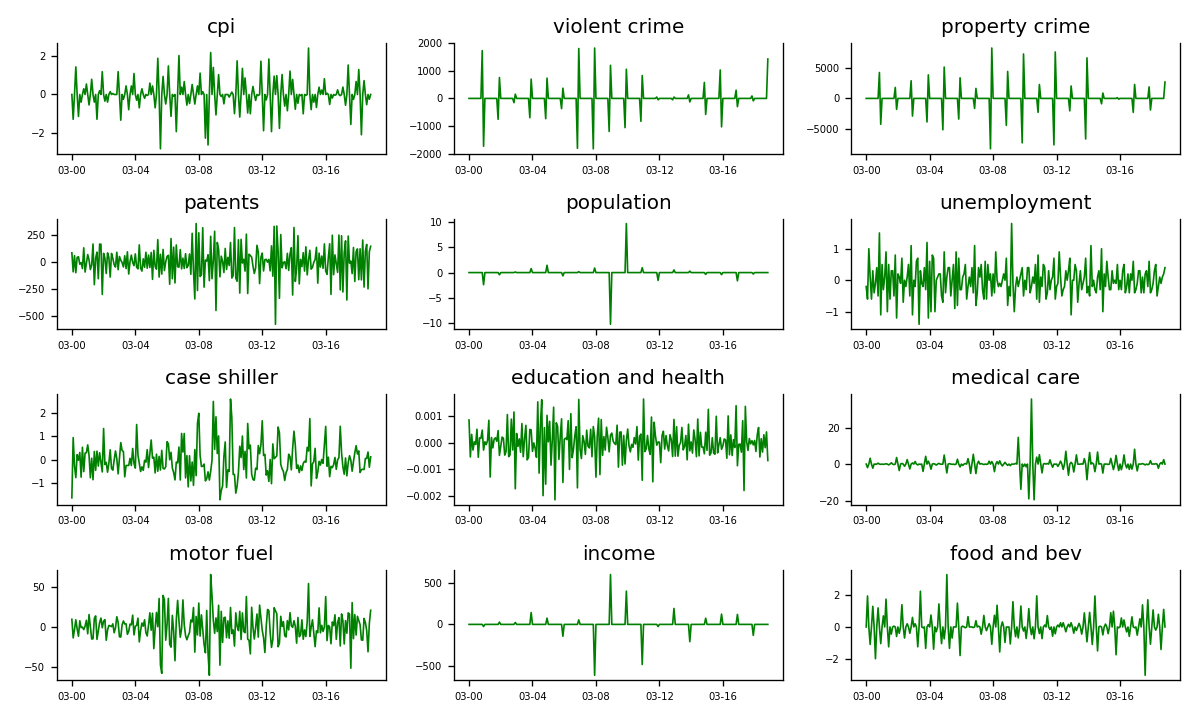 cpi
violent crime
property crime
2
0
−2
2000
1000
0
−1000
−2000
5000
0
−5000
03-00 03-04 03-08 03-12 03-16
03-00 03-04 03-08 03-12 03-16
03-00 03-04 03-08 03-12 03-16
patents
population
unemployment
250
0
−250
−500
10
5
0
−5
−10
1
0
−1
03-00 03-04 03-08 03-12 03-16
03-00 03-04 03-08 03-12 03-16
03-00 03-04 03-08 03-12 03-16
case shiller
education and health
medical care
2
1
0
−1
0.001
0.000
−0.001
−0.002
20
0
−20
03-00 03-04 03-08 03-12 03-16
03-00 03-04 03-08 03-12 03-16
03-00 03-04 03-08 03-12 03-16
motor fuel
income
food and bev
50
0
−50
500
0
−500
2
0
−2
03-00 03-04 03-08 03-12 03-16
03-00 03-04 03-08 03-12 03-16
03-00 03-04 03-08 03-12 03-16